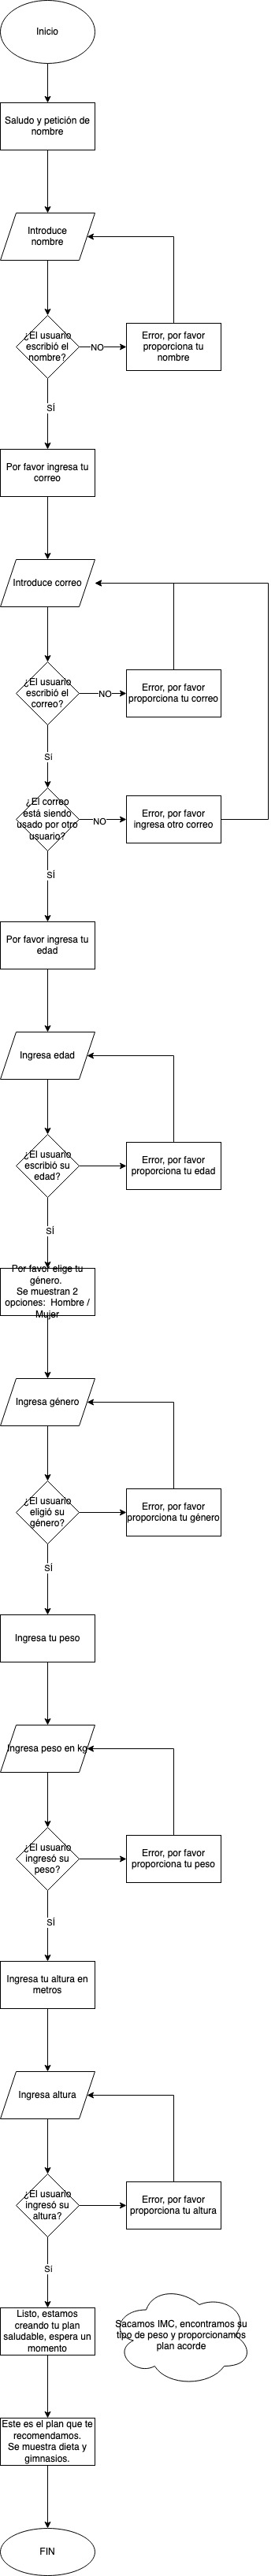 Inicio
Saludo y petición de
nombre
Introduce
nombre
¿El usuario
escribió el
nombre?
NO
Error, por favor
proporciona tu
nombre
SÍ
Por favor ingresa tu
correo
Introduce correo
¿El usuario
escribió el
correo?
NO
Error, por favor
proporciona tu correo
Sí
¿El correo
está siendo
usado por otro
usuario?
NO
Error, por favor
ingresa otro correo
SÍ
Por favor ingresa tu
edad
Ingresa edad
¿El usuario
escribió su
edad?
Error, por favor
proporciona tu edad
SÍ
Por favor elige tu
género.
Se muestran 2
opciones: Hombre /
Mujer
Ingresa género
¿El usuario
eligió su
género?
Error, por favor
proporciona tu género
SÍ
Ingresa tu peso
Ingresa peso en kg
¿El usuario
ingresó su
peso?
Error, por favor
proporciona tu peso
SÍ
Ingresa tu altura en
metros
Ingresa altura
¿El usuario
ingresó su
altura?
Error, por favor
proporciona tu altura
Sí
Listo, estamos
creando tu plan
saludable, espera un
momento
Sacamos IMC, encontramos su
tipo de peso y proporcionamos
plan acorde
Este es el plan que te
recomendamos.
Se muestra dieta y
gimnasios.
FIN